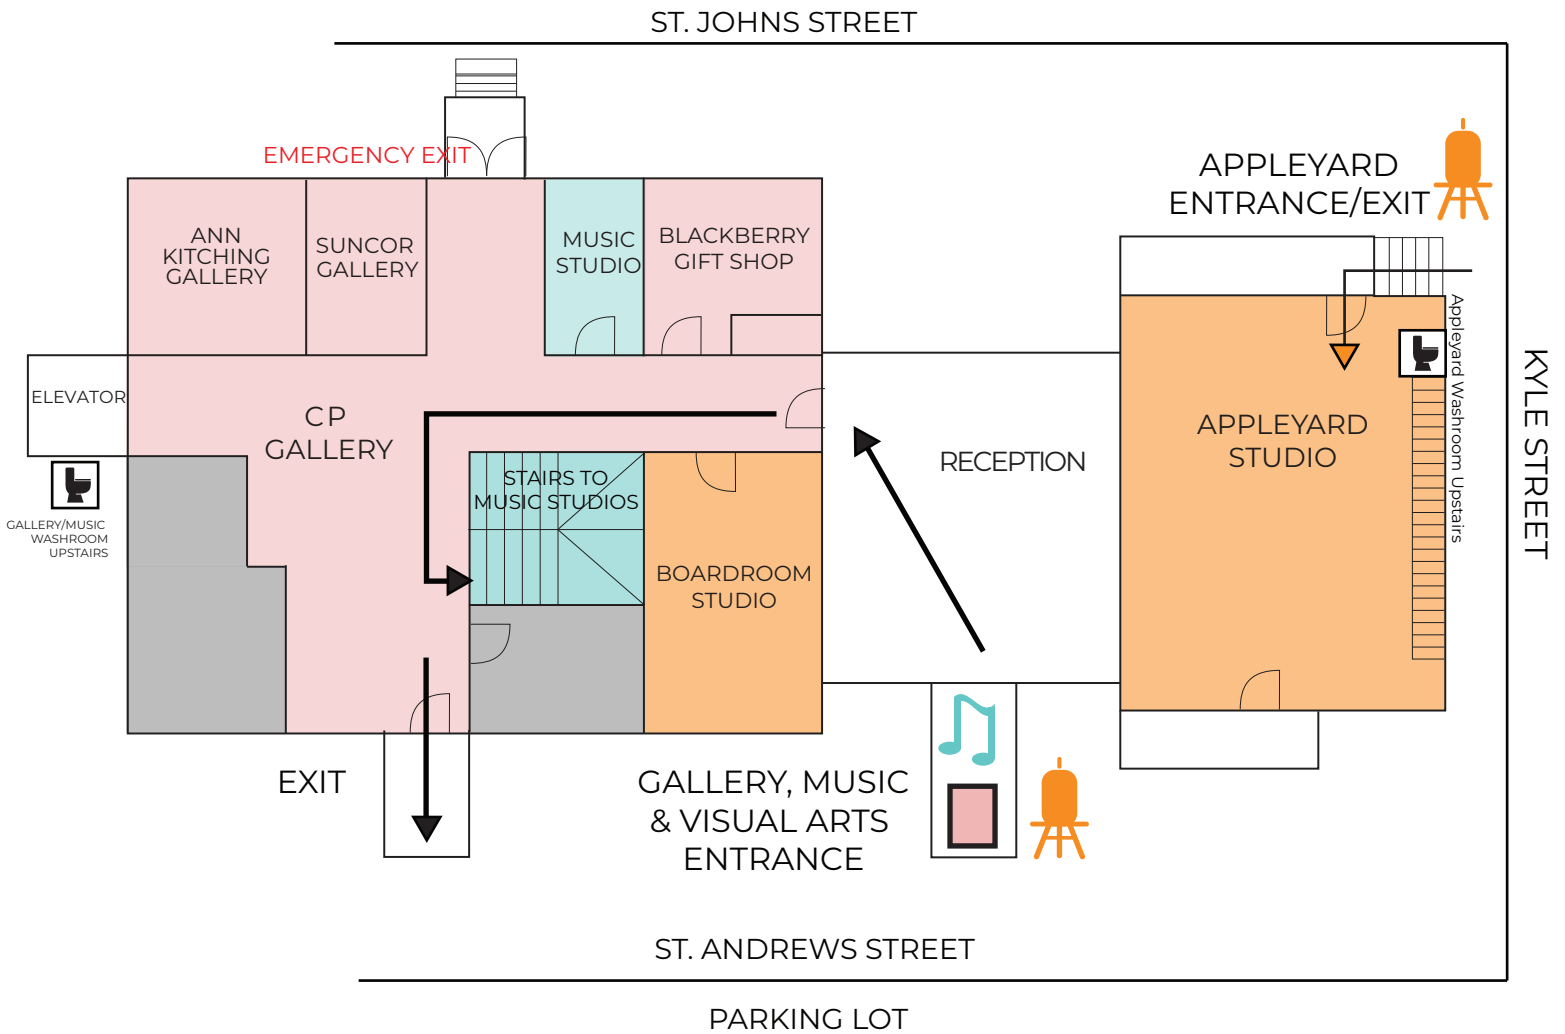 ST. JOHNS STREET
EMERGENCY EXIT
APPLEYARD
ENTRANCE/EXIT
ANN
KITCHING
GALLERY
SUNCOR
GALLERY
MUSIC
STUDIO
BLACKBERRY
GIFT SHOP
ELEVATOR
CP
GALLERY
GALLERY/MUSIC
WASHROOM
UPSTAIRS
STAIRS TO
MUSIC STUDIOS
BOARDROOM
STUDIO
RECEPTION
APPLEYARD
STUDIO
Appleyard Washroom Upstairs
KYLE STREET
EXIT
GALLERY, MUSIC
& VISUAL ARTS
ENTRANCE
ST. ANDREWS STREET
PARKING LOT